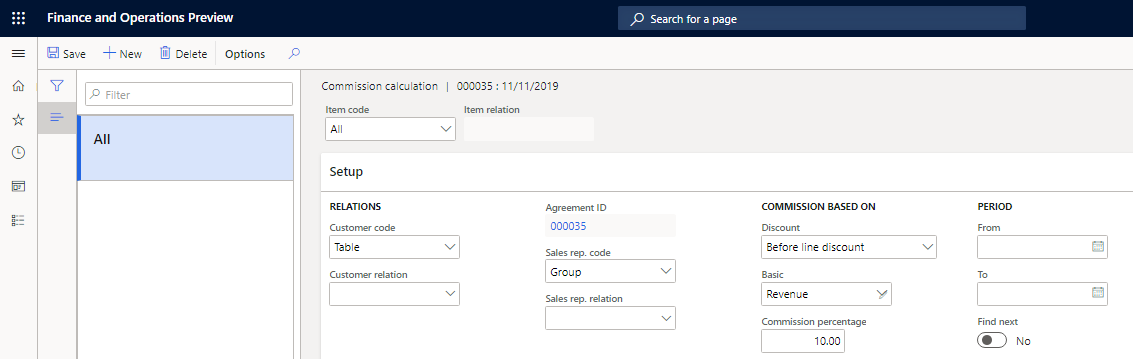 Finance and Operations Preview
Search for a page
Save
New
Delete
Options
Filter
All
Commission calculation | 000035 : 11/11/2019
Item code
Item relation
All
Setup
RELATIONS
Customer code
Table
Customer relation
Agreement ID
000035
Sales rep. code
Group
Sales rep. relation
COMMISSION BASED ON
Discount
Before line discount
Basic
Revenue
Commission percentage
10.00
PERIOD
From
To
Find next
No